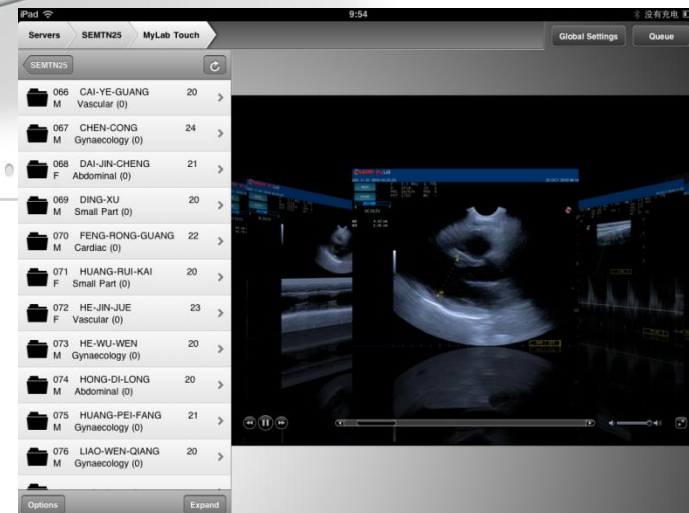 iPad 9:54 没有充电
Servers SEMTN25 MyLab Touch Global Settings Queue
SEMTN25
066 CAI-YE-GUANG 20
M Vascular (0)
067 CHEN-CONG 24
M Gynaecology (0)
068 DAI-JIN-CHENG 21
F Abdominal (0)
069 DING-XU 20
M Small Part (0)
070 FENG-RONG-GUANG 22
M Cardiac (0)
071 HUANG-RUI-KAI 20
F Small Part (0)
072 HE-JIN-JUE 23
F Vascular (0)
073 HE-WU-WEN 20
M Gynaecology (0)
074 HONG-DI-LONG 20
M Abdominal (0)
075 HUANG-PEI-FANG 21
M Gynaecology (0)
076 LIAO-WEN-QIANG 20
M Gynaecology (0)
Options Expand